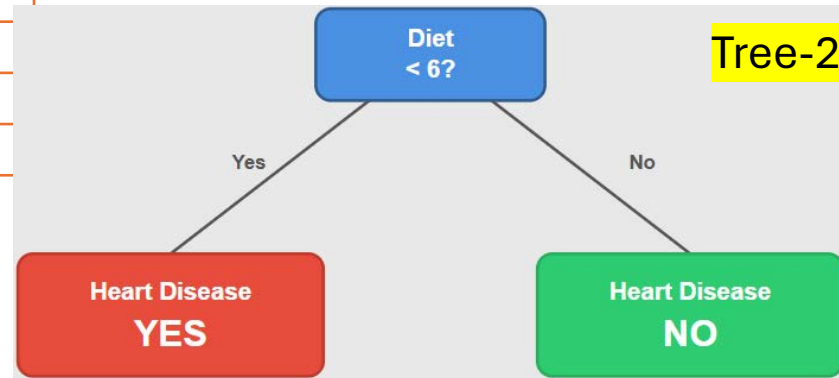 Diet
< 6?
Tree-2
Yes
No
Heart Disease
YES
Heart Disease
NO